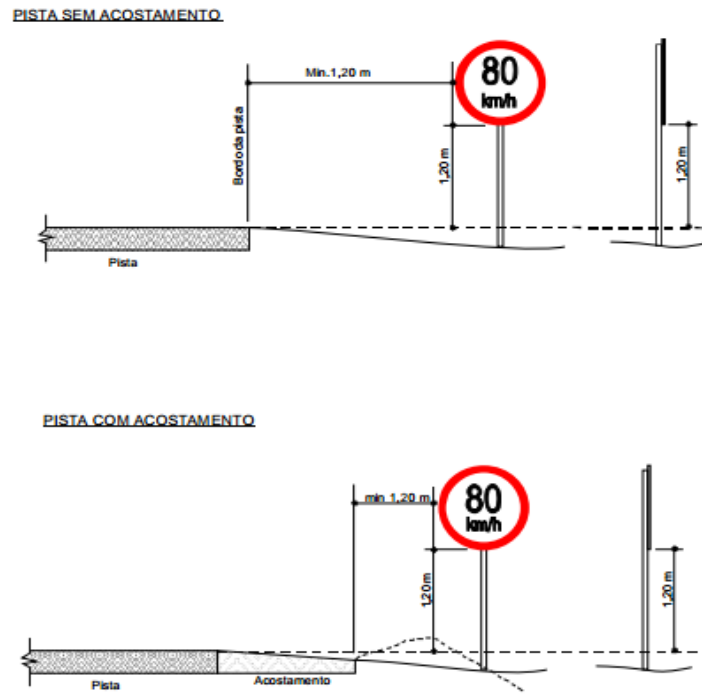 PISTA SEM ACOSTAMENTO
Min.1,20 m
80
km/h
Bordo da pista
1,20 m
1,20 m
Pista
PISTA COM ACOSTAMENTO
min 1,20 m
80
km/h
1,20 m
1,20 m
Pista
Acostamento